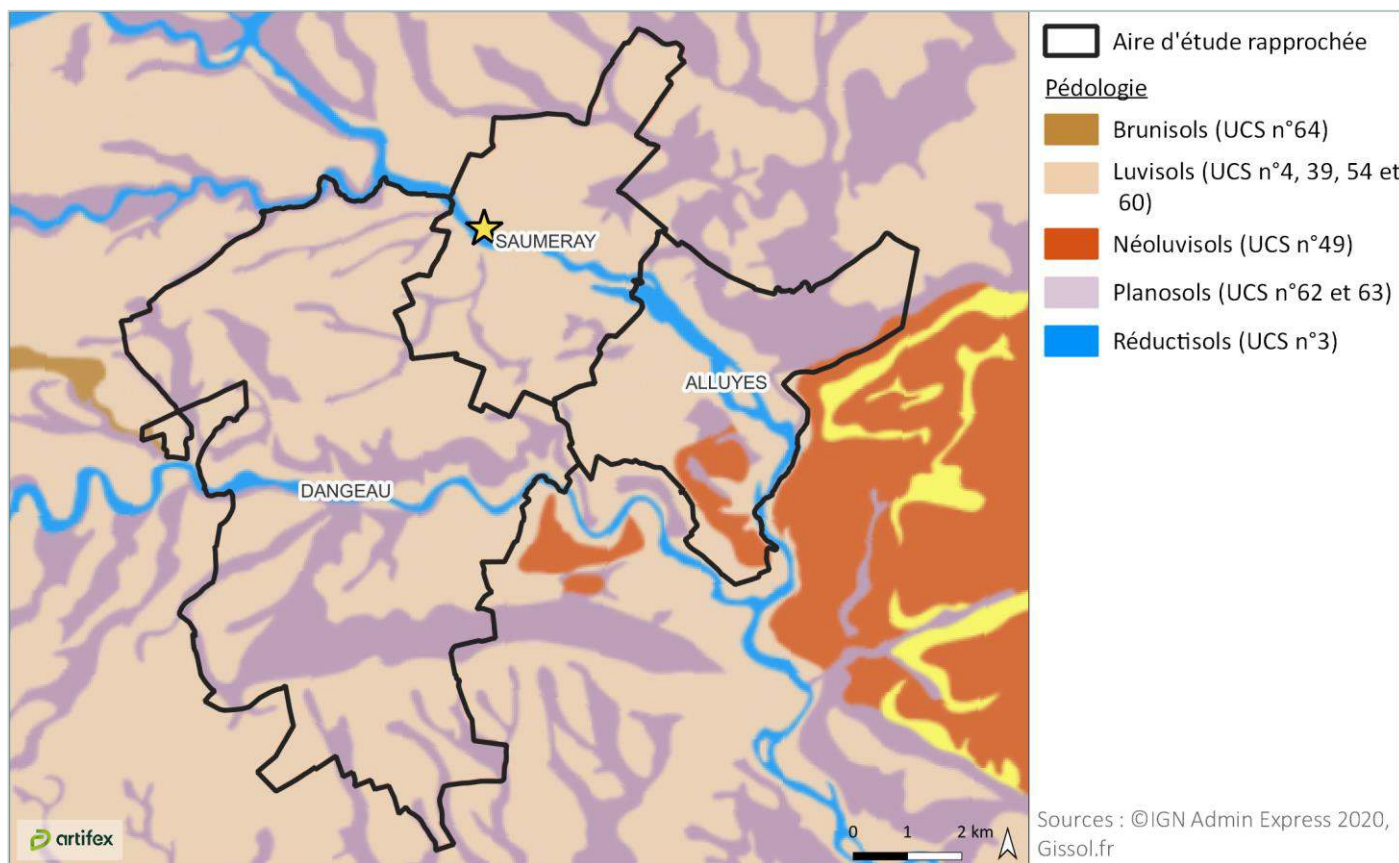 SAUMERAY
ALLUYES
DANGEAU
artifex
0 1 2 km
Aire d'étude rapprochée
Pédologie
Brunisols (UCS n°64)
Luvisols (UCS n°4, 39, 54 et
60)
Néoluvisols (UCS n°49)
Planosols (UCS n°62 et 63)
Réductisols (UCS n°3)
Sources : ©IGN Admin Express 2020,
Gissol.fr